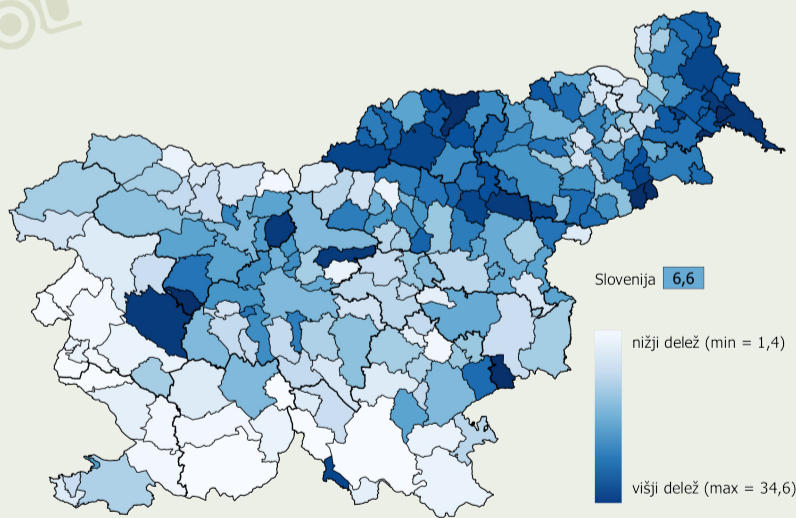 Slovenija 6,6
nižji delež (min = 1,4)
višji delež (max = 34,6)